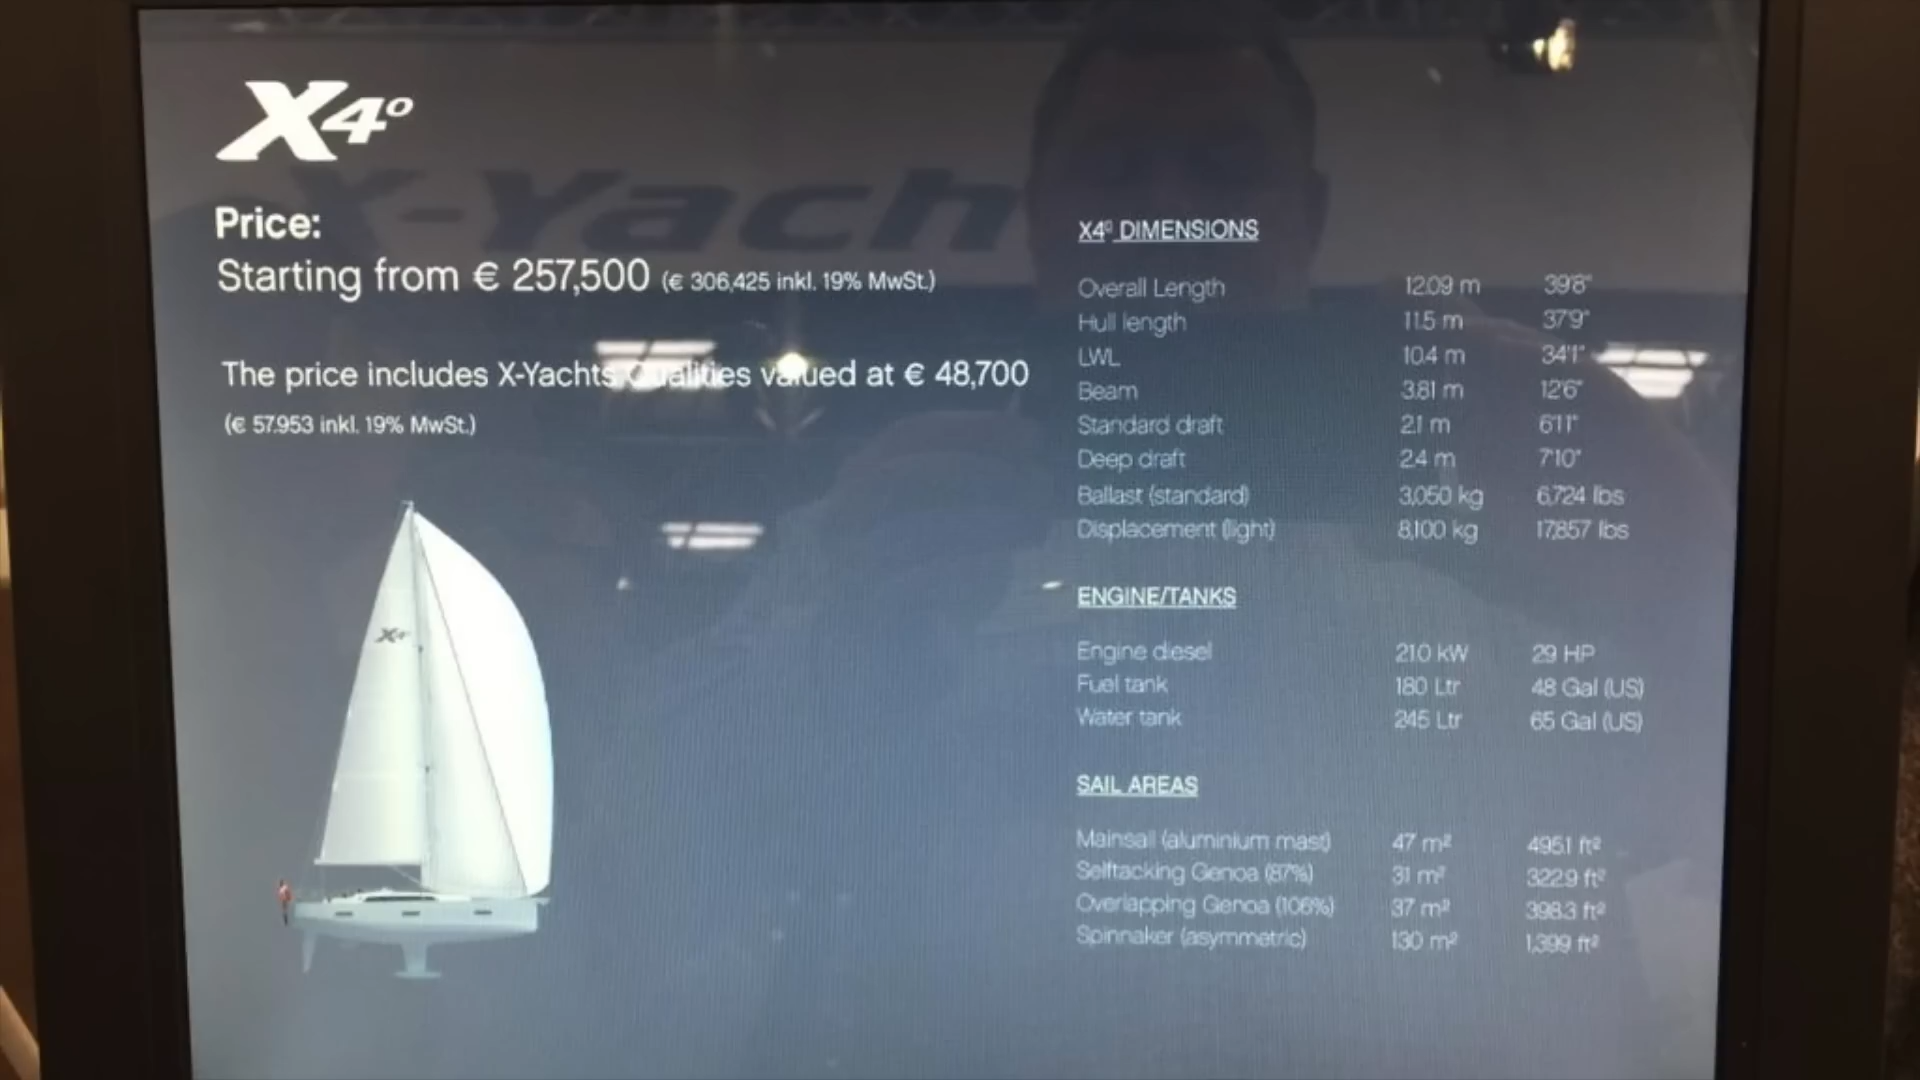 X4⁰
X-Yach
Price:
Starting from € 257,500 (€ 306,425 inkl. 19% MwSt.)
The price includes X-Yachts Qualities valued at € 48,700
(€ 57.953 inkl. 19% MwSt.)
X4⁰
X4⁰ DIMENSIONS
Overall Length 12.09 m 39'8"
Hull length 11.5 m 37'9"
LWL 10.4 m 34'1"
Beam 3.81 m 12'6"
Standard draft 2.1 m 6'11"
Deep draft 2.4 m 7'10"
Ballast (standard) 3,050 kg 6,724 lbs
Displacement (light) 8,100 kg 17,857 lbs
ENGINE/TANKS
Engine diesel 21.0 kW 29 HP
Fuel tank 180 Ltr 48 Gal (US)
Water tank 245 Ltr 65 Gal (US)
SAIL AREAS
Mainsail (aluminium mast) 47 m² 495.1 ft²
Selftacking Genoa (87%) 31 m² 322.9 ft²
Overlapping Genoa (106%) 37 m² 398.3 ft²
Spinnaker (asymmetric) 130 m² 1,399 ft²